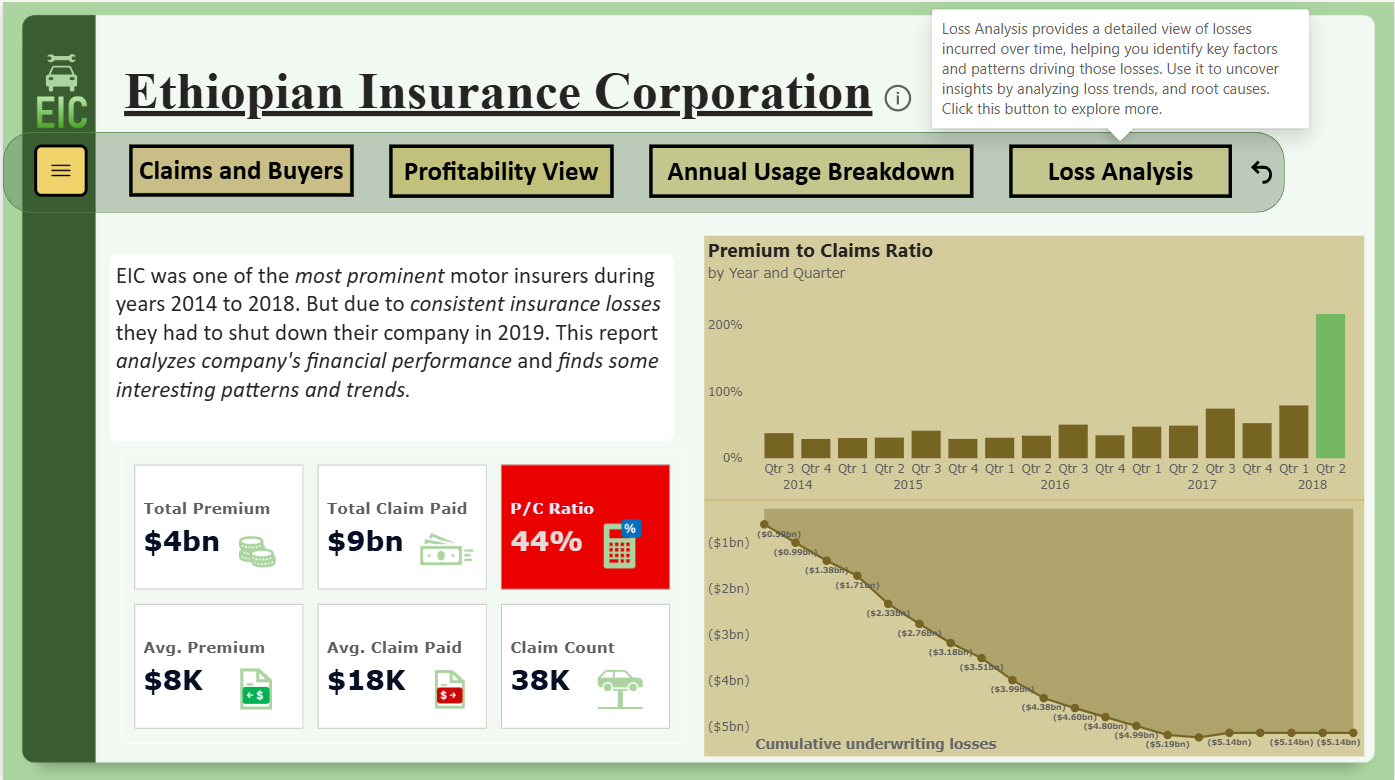 Loss Analysis provides a detailed view of losses
incurred over time, helping you identify key factors
and patterns driving those losses. Use it to uncover
insights by analyzing loss trends, and root causes.
Click this button to explore more.
EIC
Ethiopian Insurance Corporation
Claims and Buyers
Profitability View
Annual Usage Breakdown
Loss Analysis
EIC was one of the most prominent motor insurers during
years 2014 to 2018. But due to consistent insurance losses
they had to shut down their company in 2019. This report
analyzes company's financial performance and finds some
interesting patterns and trends.
Total Premium
$4bn
Total Claim Paid
$9bn
P/C Ratio
44%
%
Avg. Premium
$8K
$
Avg. Claim Paid
$18K
$
Claim Count
38K
Premium to Claims Ratio
by Year and Quarter
200%
100%
0%
Qtr 3 Qtr 4 Qtr 1 Qtr 2 Qtr 3 Qtr 4 Qtr 1 Qtr 2 Qtr 3 Qtr 4 Qtr 1 Qtr 2 Qtr 3 Qtr 4 Qtr 1 Qtr 2
2014 2015 2016 2017 2018
($1bn)
($2bn)
($3bn)
($4bn)
($5bn)
($0.59bn)
($0.99bn)
($1.38bn)
($1.71bn)
($2.33bn)
($2.76bn)
($3.18bn)
($3.51bn)
($3.99bn)
($4.38bn)
($4.60bn)
($4.80bn)
($4.99bn)
($5.19bn) ($5.14bn) ($5.14bn) ($5.14bn)
Cumulative underwriting losses